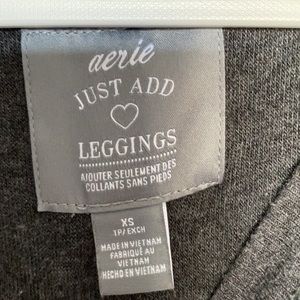 aerie
JUST ADD
LEGGINGS
AJOUTER SEULEMENT DES
COLLANTS SANS PIEDS
XS
TP/EXCH
MADE IN VIETNAM
FABRIQUÉ AU
VIETNAM
HECHO EN VIETNAM